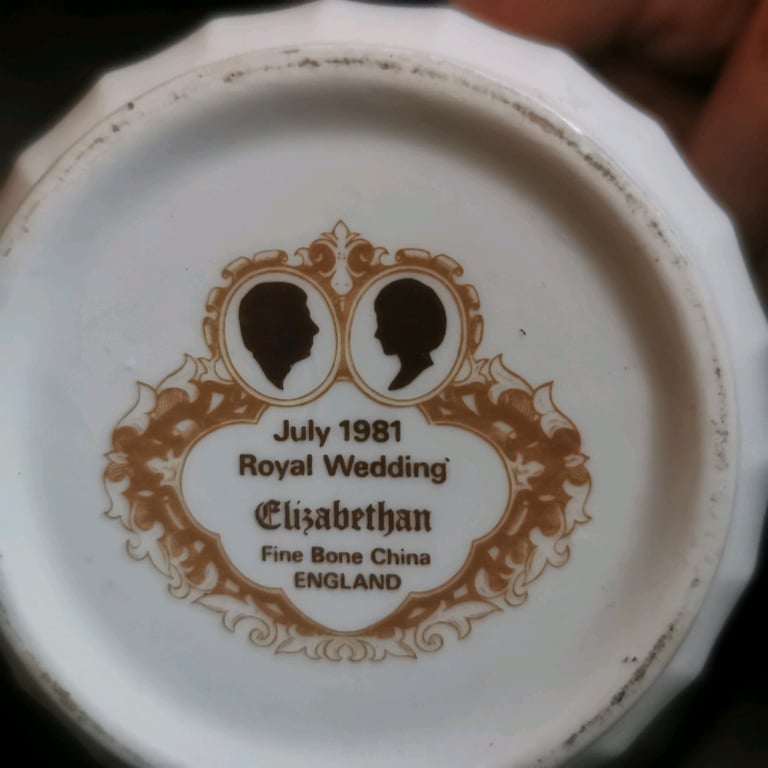 July 1981
Royal Wedding
Elizabethan
Fine Bone China
ENGLAND